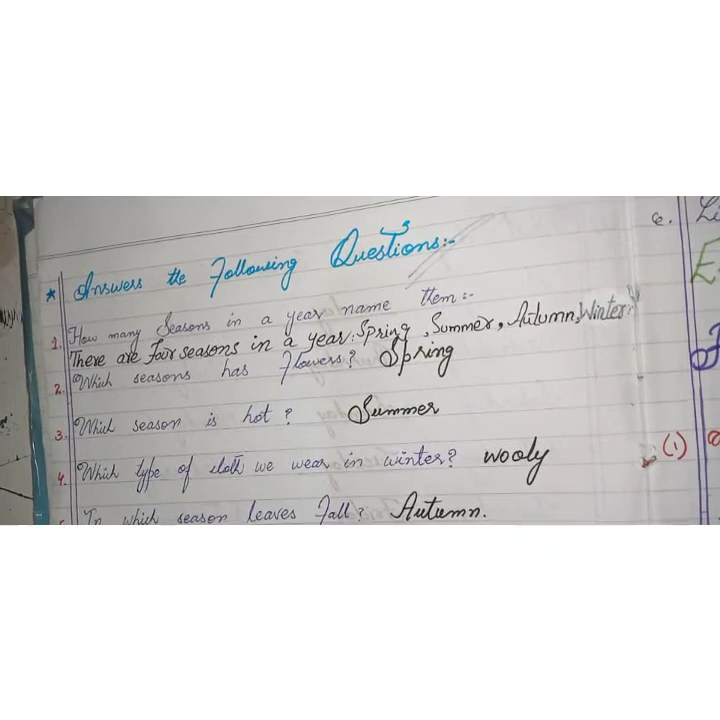 Answers the Following Questions:-
1. How many Seasons in a year name them:-
There are Four seasons in a year: Spring, Summer, Autumn, Winter
2. Which seasons has Flowers? Spring
3. Which season is hot? Summer
4. Which type of cloth we wear in winter? wooly
In which season leaves Fall? Autumn.
e.
(1)